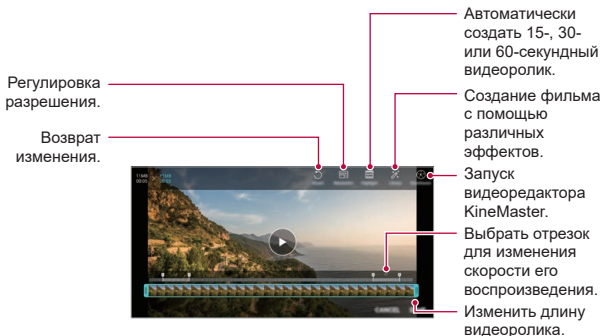 Автоматически
создать 15-, 30-
или 60-секундный
видеоролик.
Регулировка
разрешения.
Создание фильма
с помощью
различных
эффектов.
Возврат
изменения.
Запуск
видеоредактора
KineMaster.
Выбрать отрезок
для изменения
скорости его
воспроизведения.
Изменить длину
видеоролика.
CANCEL